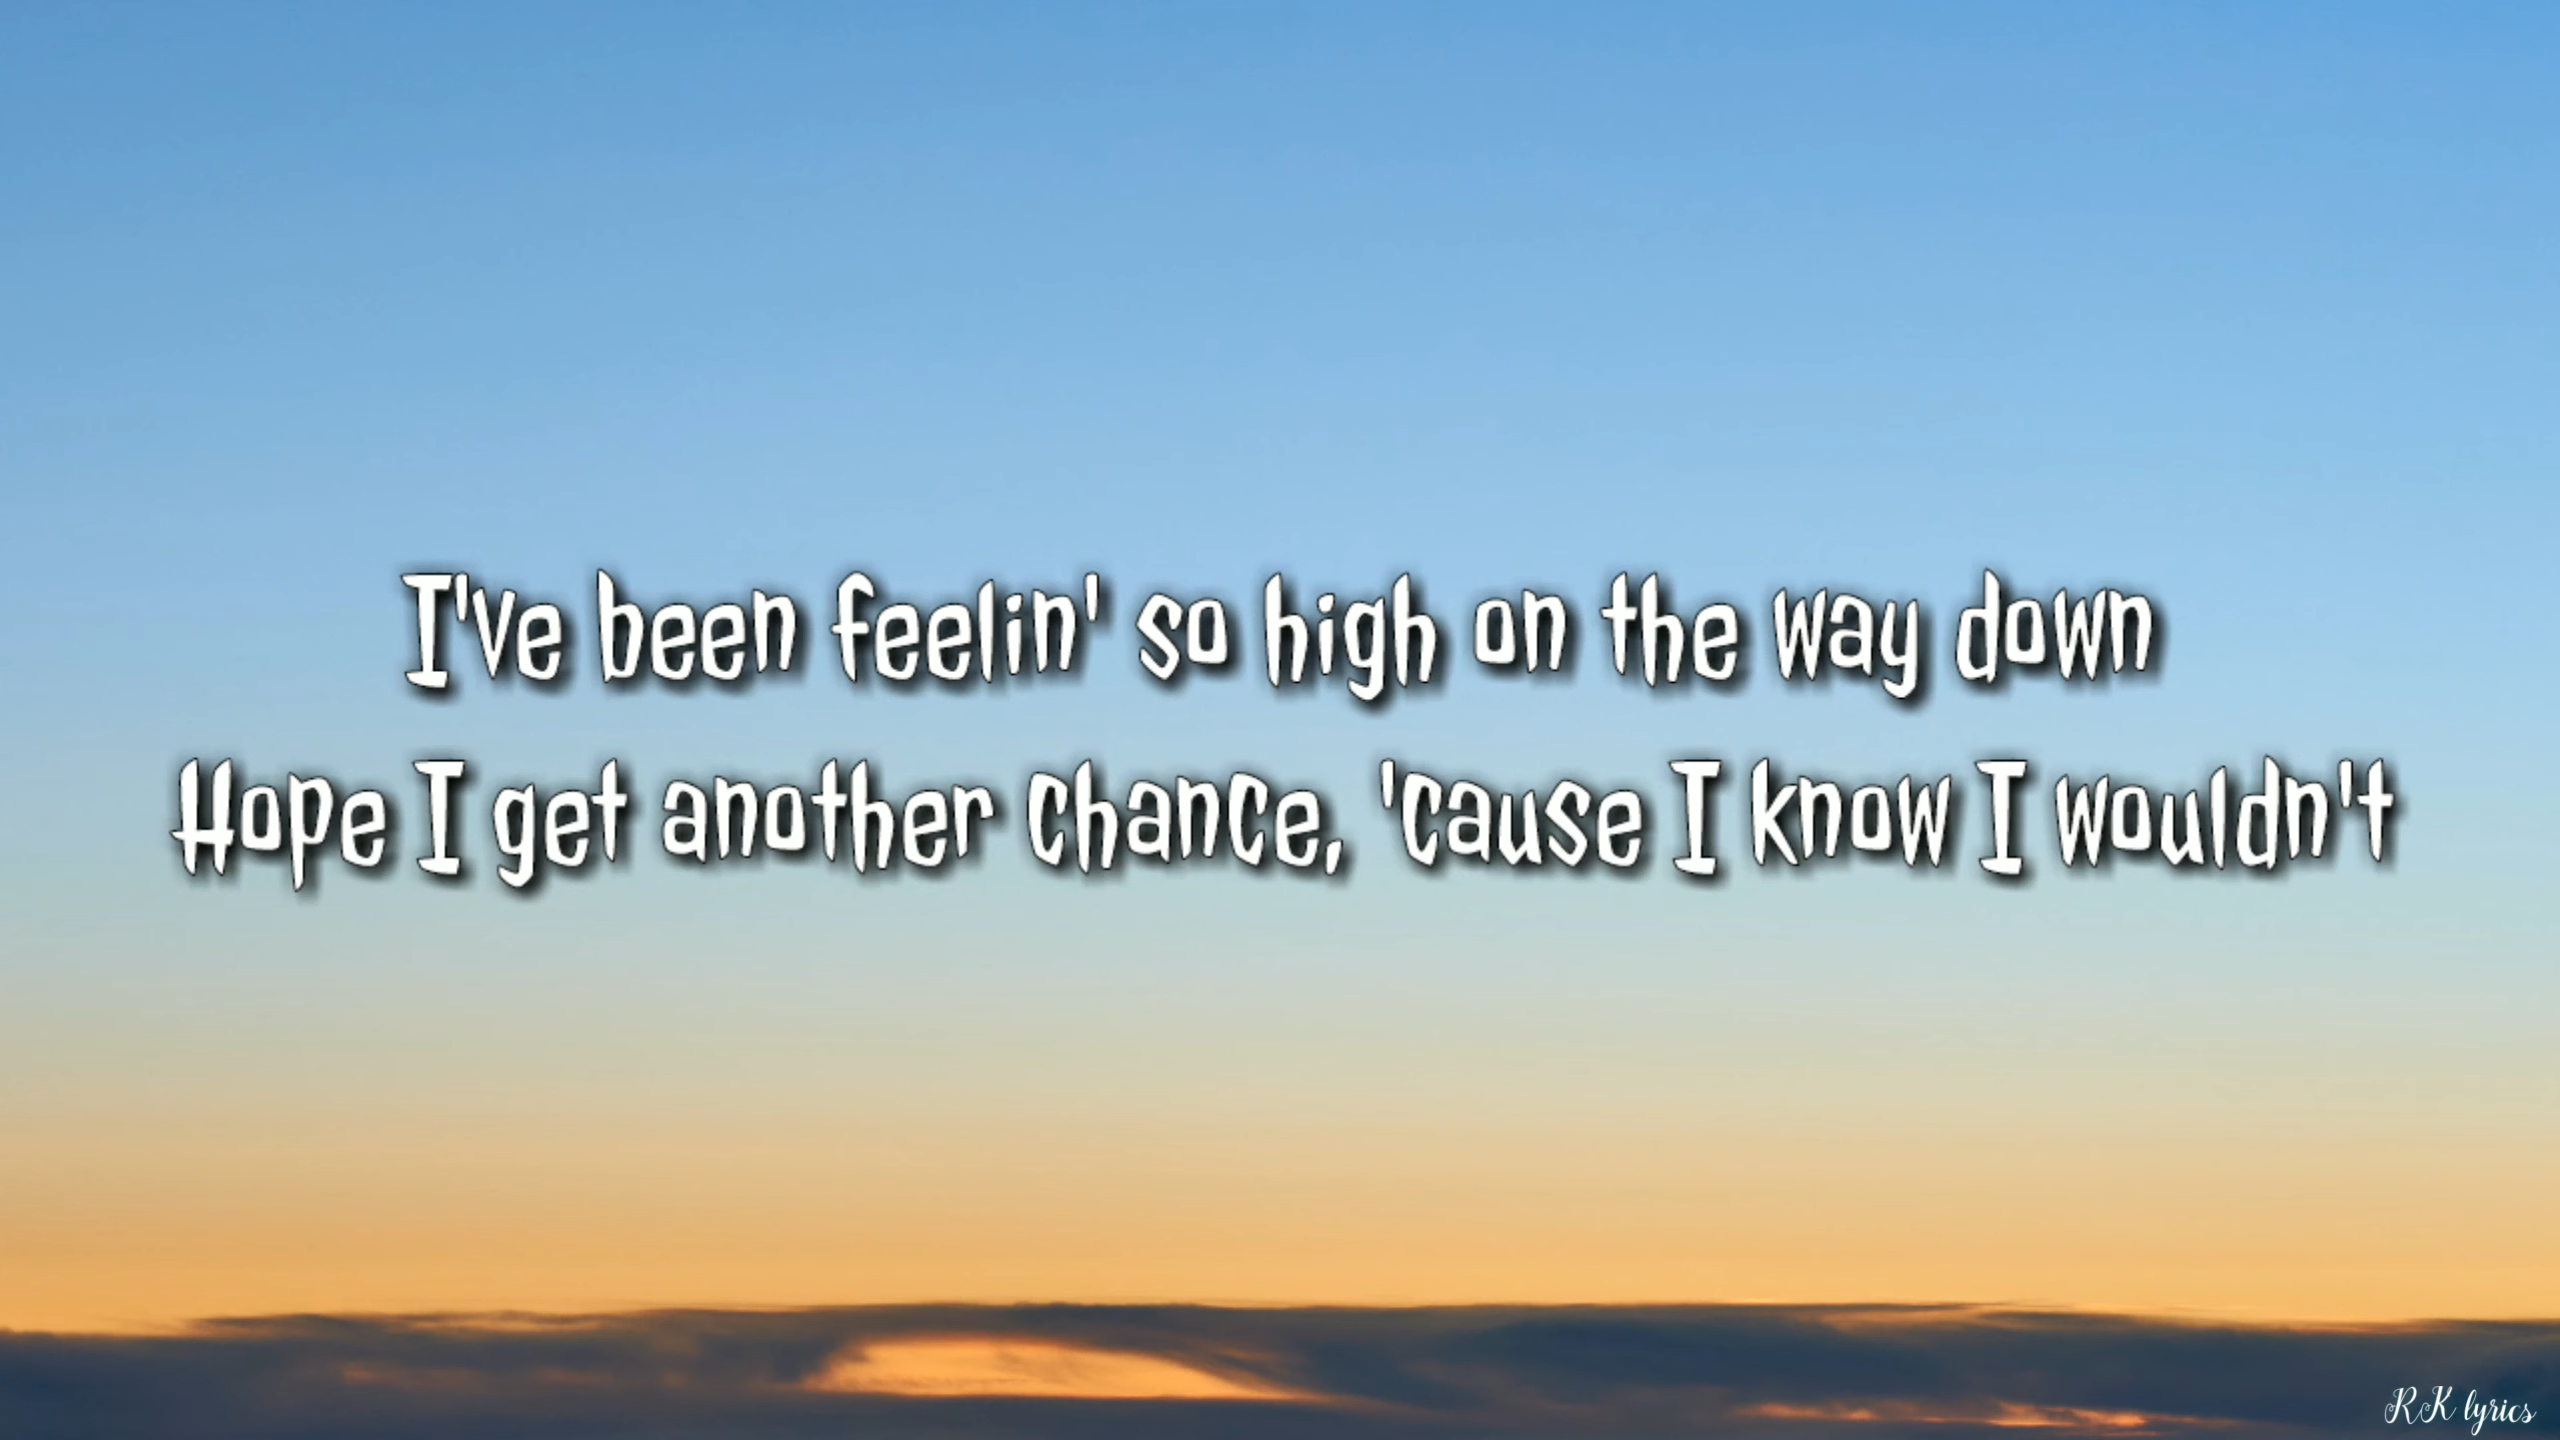 I've been feelin' so high on the way down
Hope I get another chance, 'cause I know I wouldn't
RK lyrics